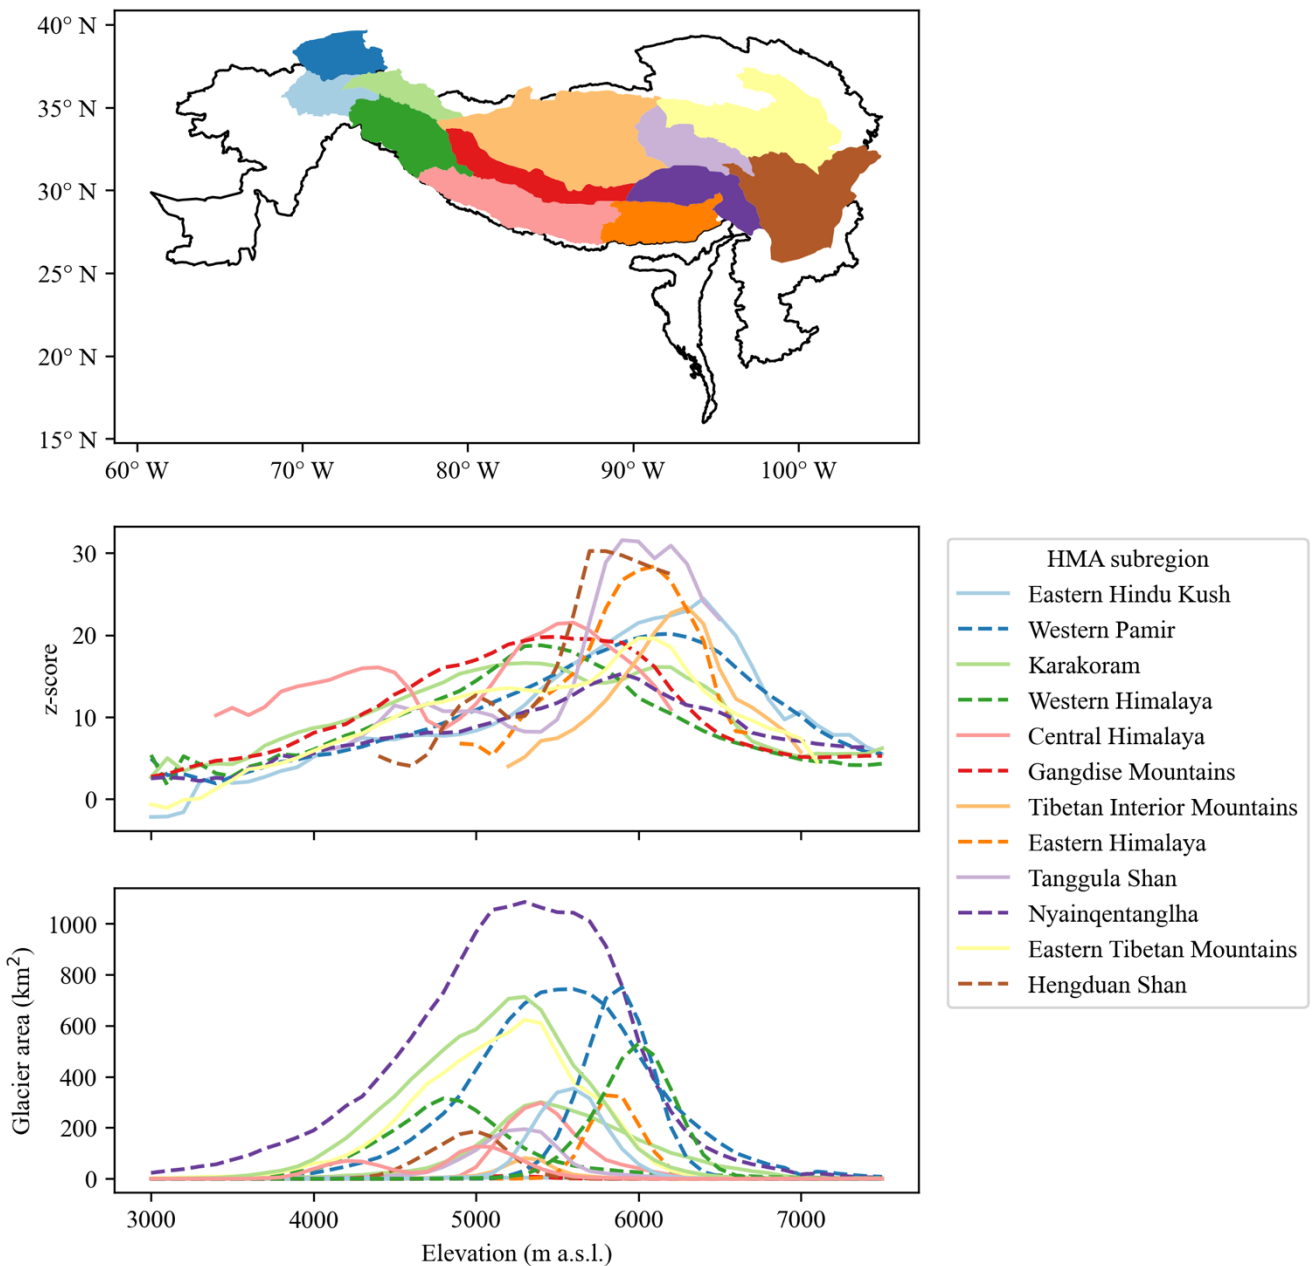 40° N
35° N
30° N
25° N
20° N
15° N
60° W
70° W
80° W
90° W
100° W
z-score
30
20
10
0
HMA subregion
Eastern Hindu Kush
Western Pamir
Karakoram
Western Himalaya
Central Himalaya
Gangdise Mountains
Tibetan Interior Mountains
Eastern Himalaya
Tanggula Shan
Nyainqentanglha
Eastern Tibetan Mountains
Hengduan Shan
Glacier area (km²)
1000
800
600
400
200
0
3000
4000
5000
6000
7000
Elevation (m a.s.l.)